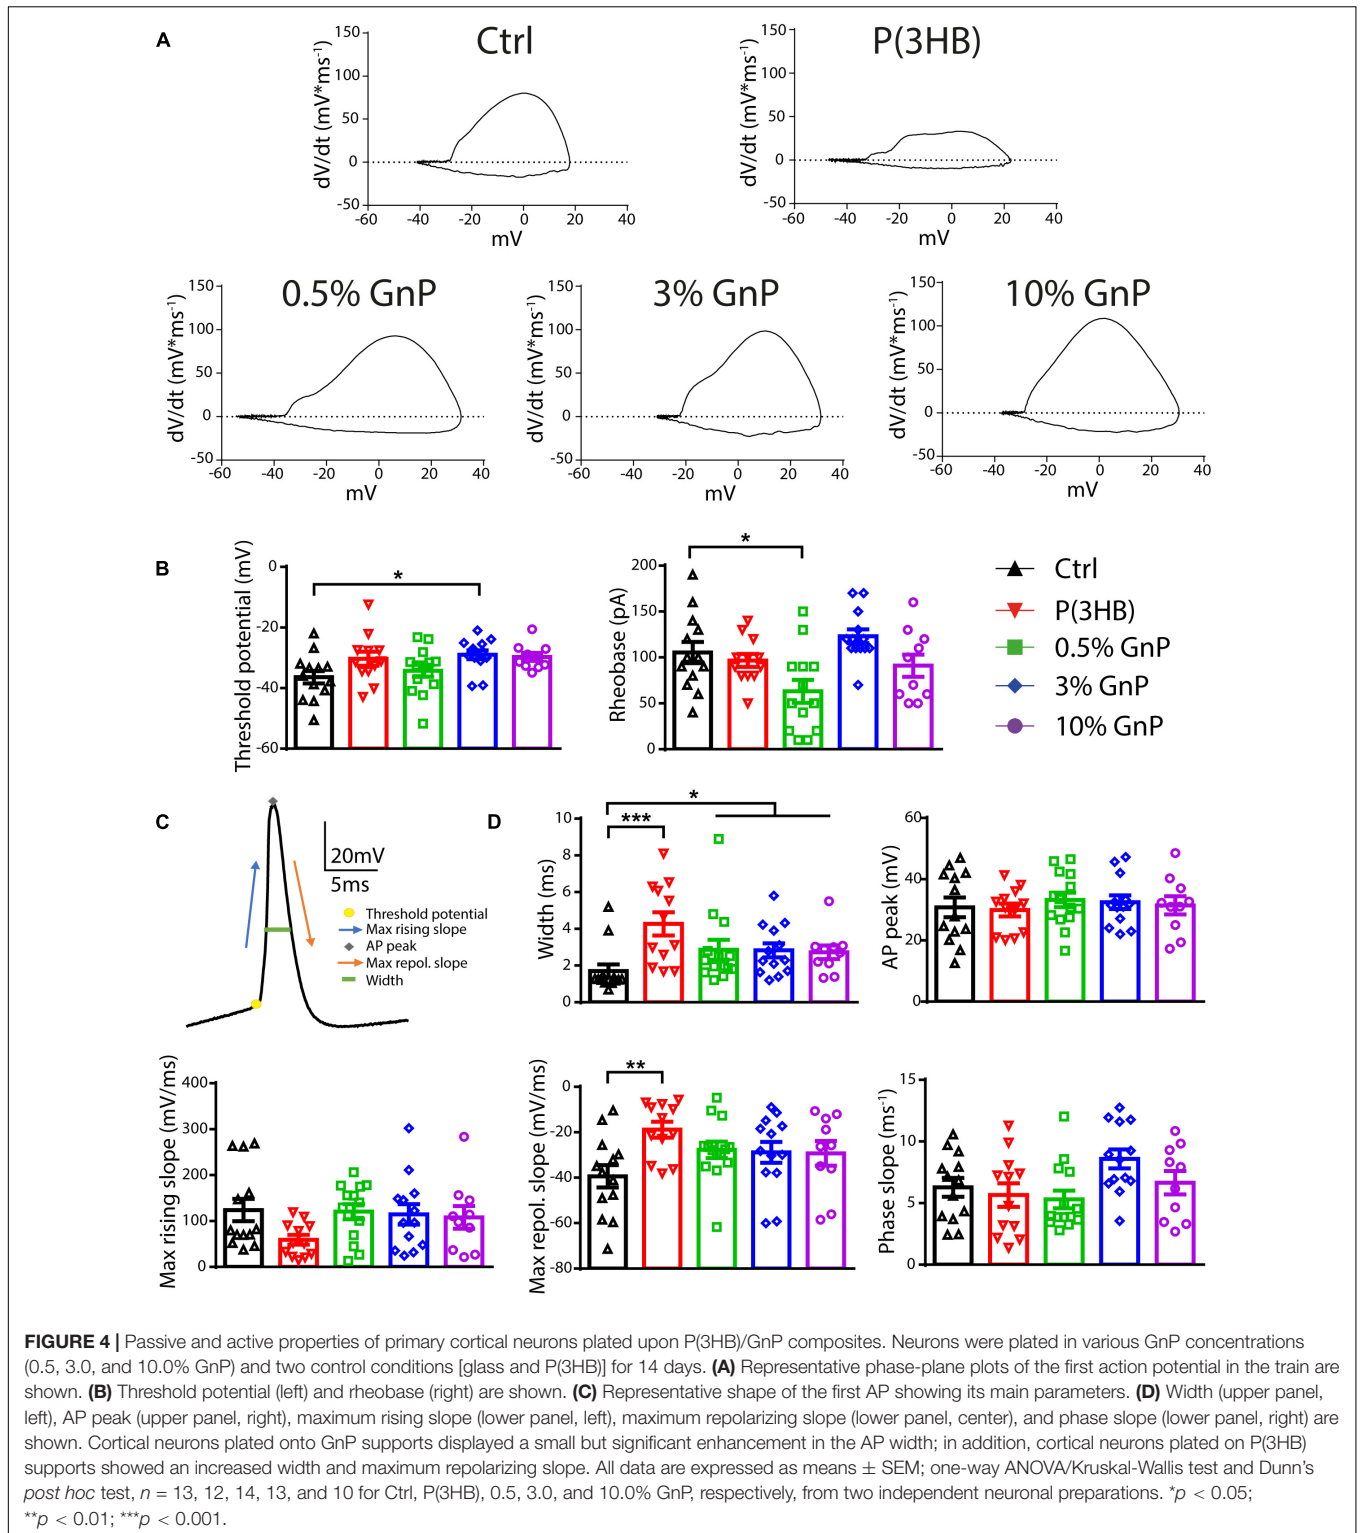 A
Ctrl
P(3HB)
dV/dt (mV*ms-1)
150
100
50
0
-50
-60 -40 -20 0 20 40
mV
dV/dt (mV*ms-1)
150
100
50
0
-50
-60 -40 -20 0 20 40
mV
0.5% GnP
3% GnP
10% GnP
dV/dt (mV*ms-1)
150
100
50
0
-50
-60 -40 -20 0 20 40
mV
dV/dt (mV*ms-1)
150
100
50
0
-50
-60 -40 -20 0 20 40
mV
dV/dt (mV*ms-1)
150
100
50
0
-50
-60 -40 -20 0 20 40
mV
B
Threshold potential (mV)
0
-20
-40
-60
*
Rheobase (pA)
200
150
100
50
0
*
Ctrl
P(3HB)
0.5% GnP
3% GnP
10% GnP
C
20mV
5ms
Threshold potential
Max rising slope
AP peak
Max repol. slope
Width
D
Width (ms)
10
8
6
4
2
0
***
*
AP peak (mV)
60
40
20
0
Max rising slope (mV/ms)
400
300
200
100
0
Max repol. slope (mV/ms)
0
-20
-40
-60
-80
**
Phase slope (ms-1)
15
10
5
0
FIGURE 4 | Passive and active properties of primary cortical neurons plated upon P(3HB)/GnP composites. Neurons were plated in various GnP concentrations
(0.5, 3.0, and 10.0% GnP) and two control conditions [glass and P(3HB)] for 14 days. (A) Representative phase-plane plots of the first action potential in the train are
shown. (B) Threshold potential (left) and rheobase (right) are shown. (C) Representative shape of the first AP showing its main parameters. (D) Width (upper panel,
left), AP peak (upper panel, right), maximum rising slope (lower panel, left), maximum repolarizing slope (lower panel, center), and phase slope (lower panel, right) are
shown. Cortical neurons plated onto GnP supports displayed a small but significant enhancement in the AP width; in addition, cortical neurons plated on P(3HB)
supports showed an increased width and maximum repolarizing slope. All data are expressed as means ± SEM; one-way ANOVA/Kruskal-Wallis test and Dunn's
post hoc test, n = 13, 12, 14, 13, and 10 for Ctrl, P(3HB), 0.5, 3.0, and 10.0% GnP, respectively, from two independent neuronal preparations. *p < 0.05;
**p < 0.01; ***p < 0.001.